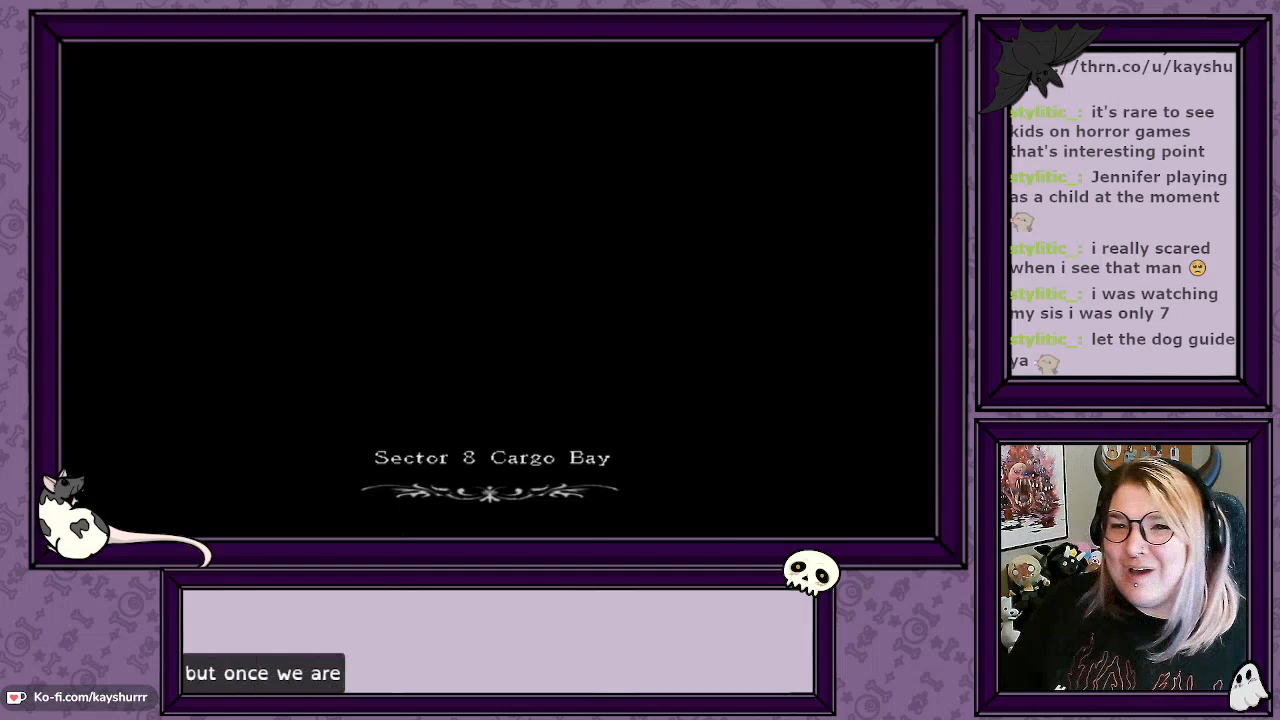 Sector 8 Cargo Bay
//thrn.co/u/kayshu
stylitic_: it's rare to see
kids on horror games
that's interesting point
stylitic_: Jennifer playing
as a child at the moment
stylitic_: i really scared
when i see that man
stylitic_: i was watching
my sis i was only 7
stylitic_: let the dog guide
ya
but once we are
Ko-fi.com/kayshurrr